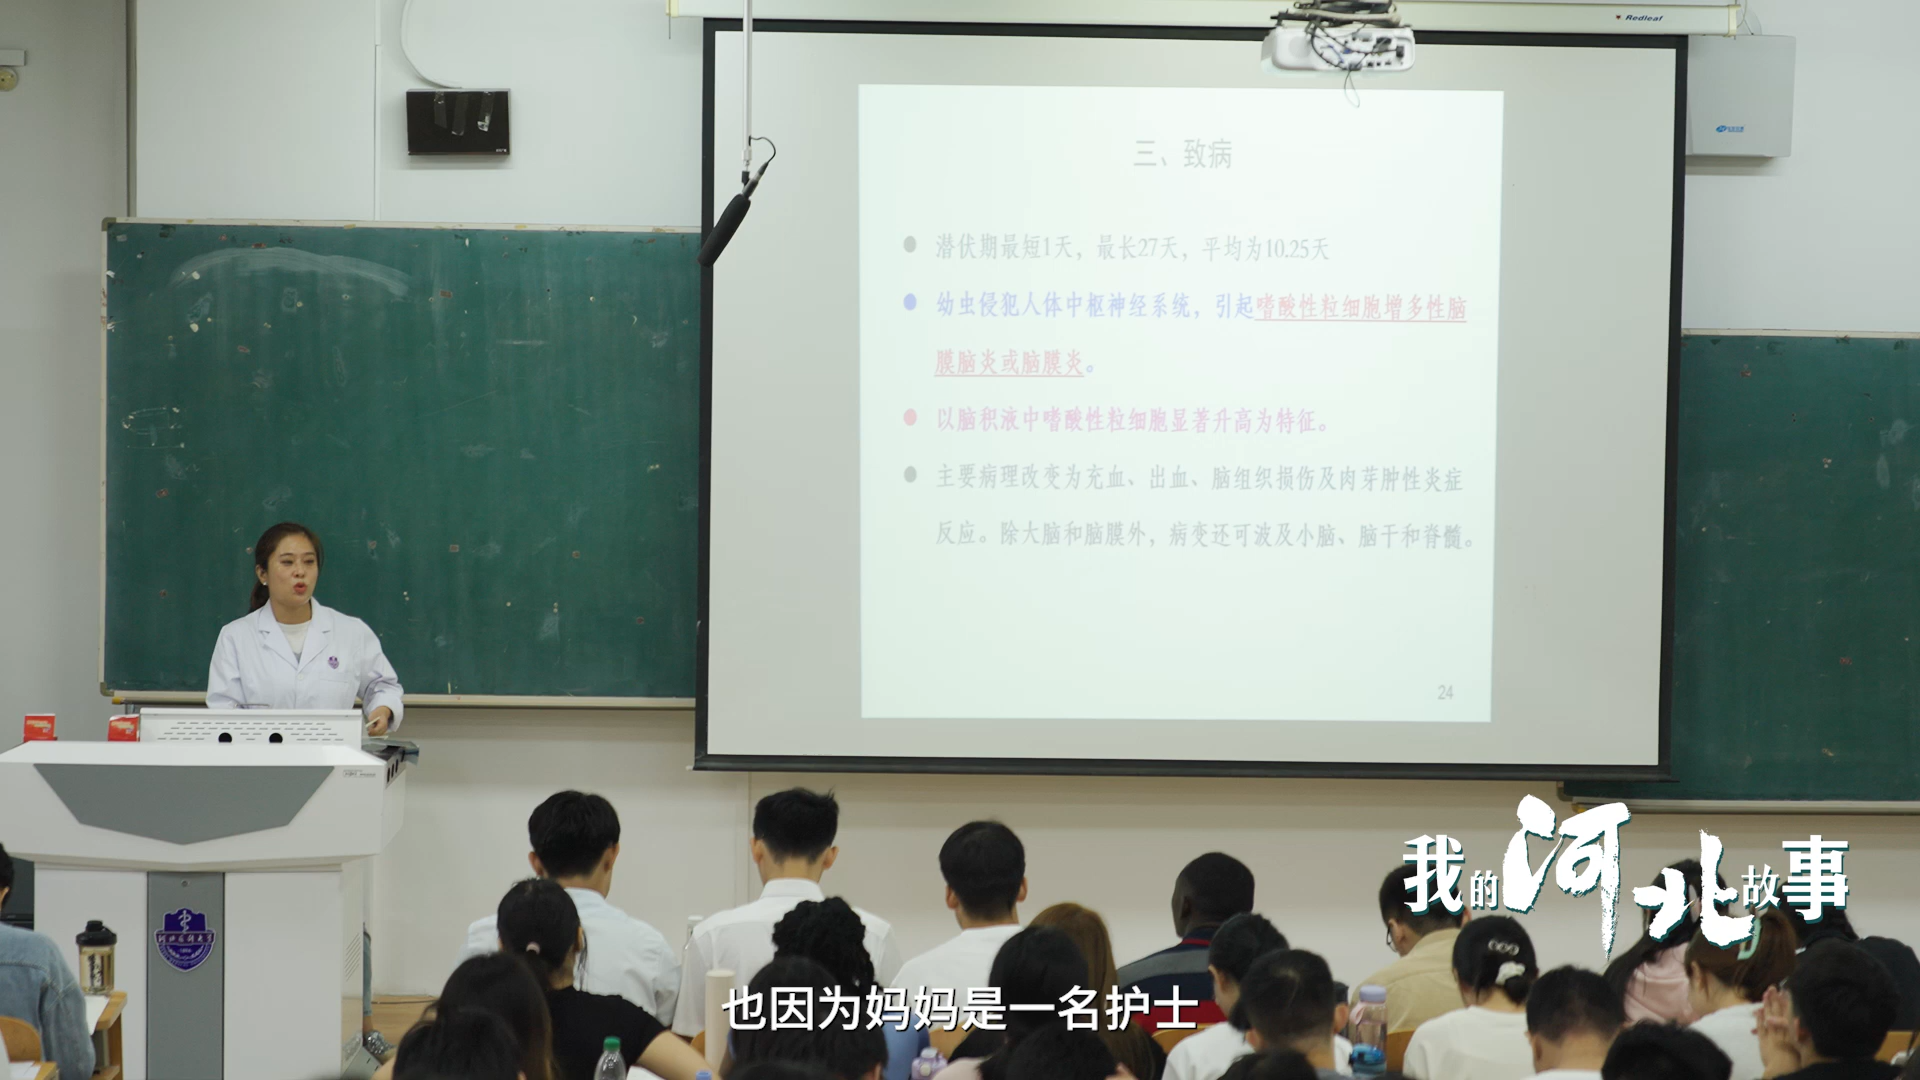 Redleaf
三、致病
潜伏期最短1天，最长27天，平均为10.25天
幼虫侵犯人体中枢神经系统，引起嗜酸性粒细胞增多性脑
膜脑炎或脑膜炎。
以脑积液中嗜酸性粒细胞显著升高为特征。
主要病理改变为充血、出血、脑组织损伤及肉芽肿性炎症
反应。除大脑和脑膜外，病变还可波及小脑、脑干和脊髓。
24
我的河北故事
河北医科大学
也因为妈妈是一名护士